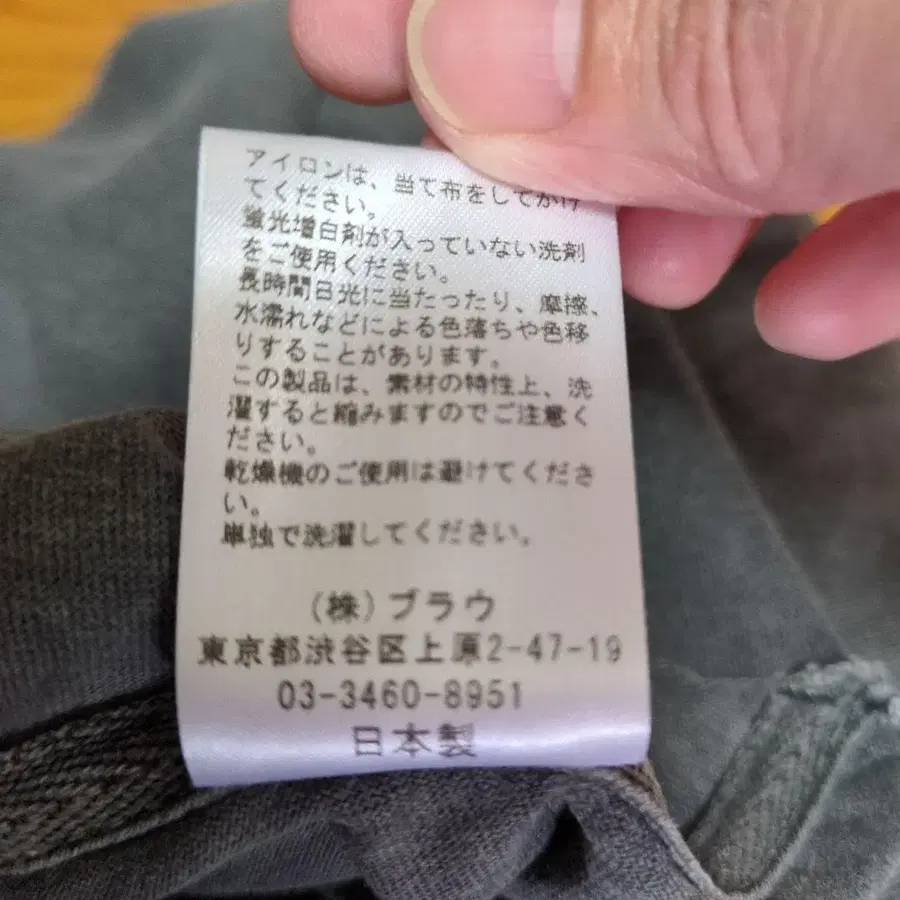 アイロンは、当て布をしてかけ
てください。
蛍光増白剤が入っていない洗剤
をご使用ください。
長時間日光に当たったり、摩擦、
水濡れなどによる色落ちや色移
りすることがあります。
この製品は、素材の特性上、洗
濯すると縮みますのでご注意く
ださい。
乾燥機のご使用は避けてくださ
い。
単独で洗濯してください。
(株)ブラウ
東京都渋谷区上原2-47-19
03-3460-8951
日本製